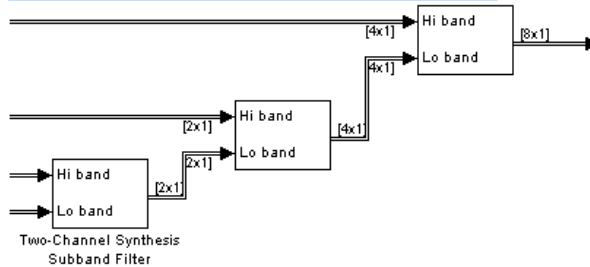 Hi band
[4x1]
[8x1]
Lo band
4x1]
Hi band
[2x1]
[4x1]
Lo band
2x1]
Hi band
[2x1]
Lo band
Two-Channel Synthesis
Subband Filter